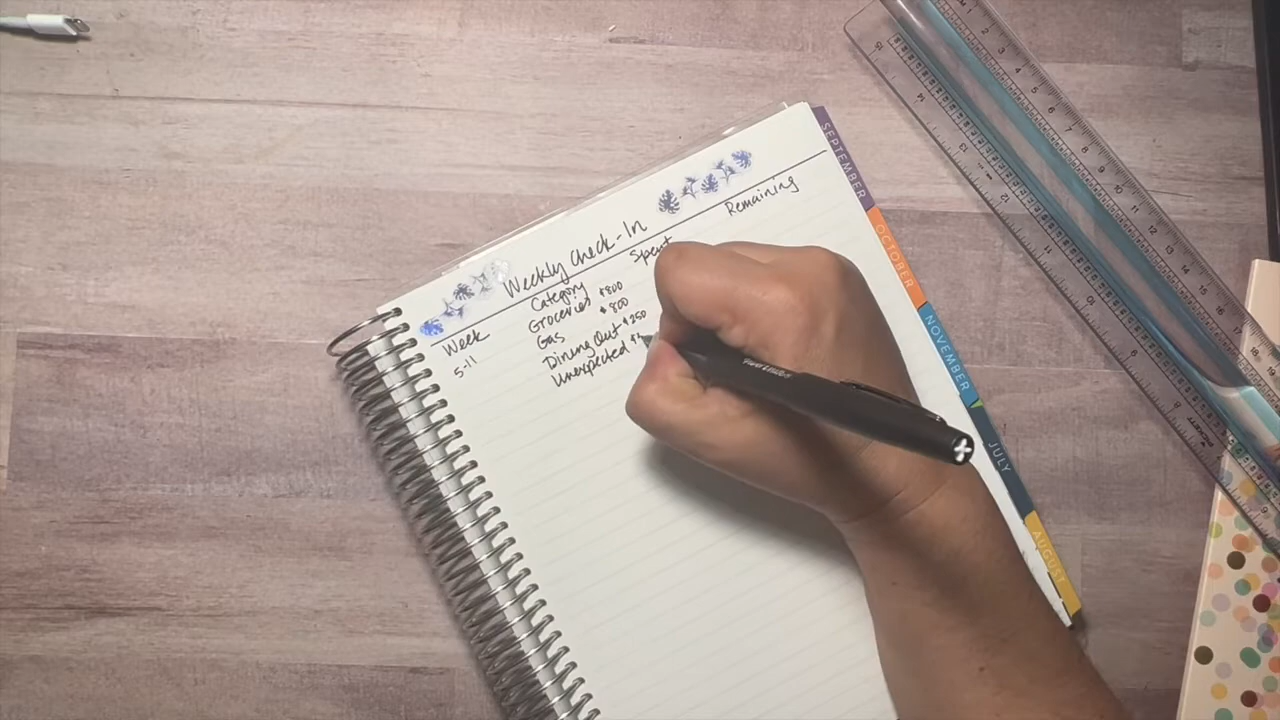 Weekly Check-In
Week Category Spent Remaining
5-11 Groceries $800
Gas $800
Dining Out $250
Unexpected
SEPTEMBER
OCTOBER
NOVEMBER
JULY
AUGUST